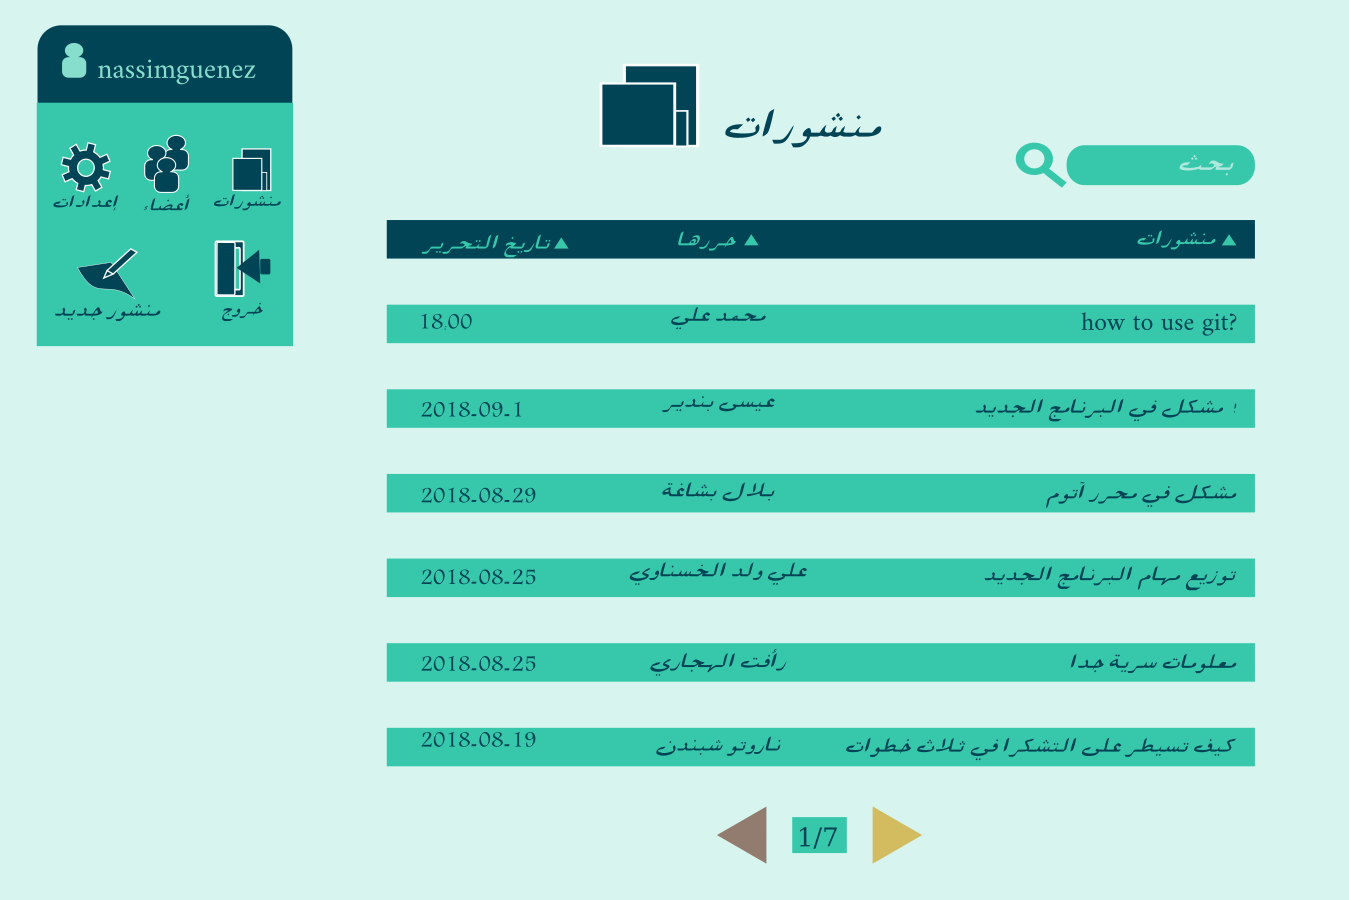 nassimguenez
منشورات
أعضاء
إعدادات
خروج
منشور جديد
منشورات
بحث
منشورات حررها تاريخ التحرير
how to use git? محمد علي 18.00
مشكل في البرنامج الجديد ! عيسى بندير 2018-09-1
مشكل في محرر أتوم بلال بشاغة 2018-08-29
توزيع مهام البرنامج الجديد علي ولد الخسناوي 2018-08-25
معلومات سرية جدا رأفت الهجاري 2018-08-25
كيف تسيطر على التشكرا في ثلاث خطوات ناروتو شبندن 2018-08-19
1/7